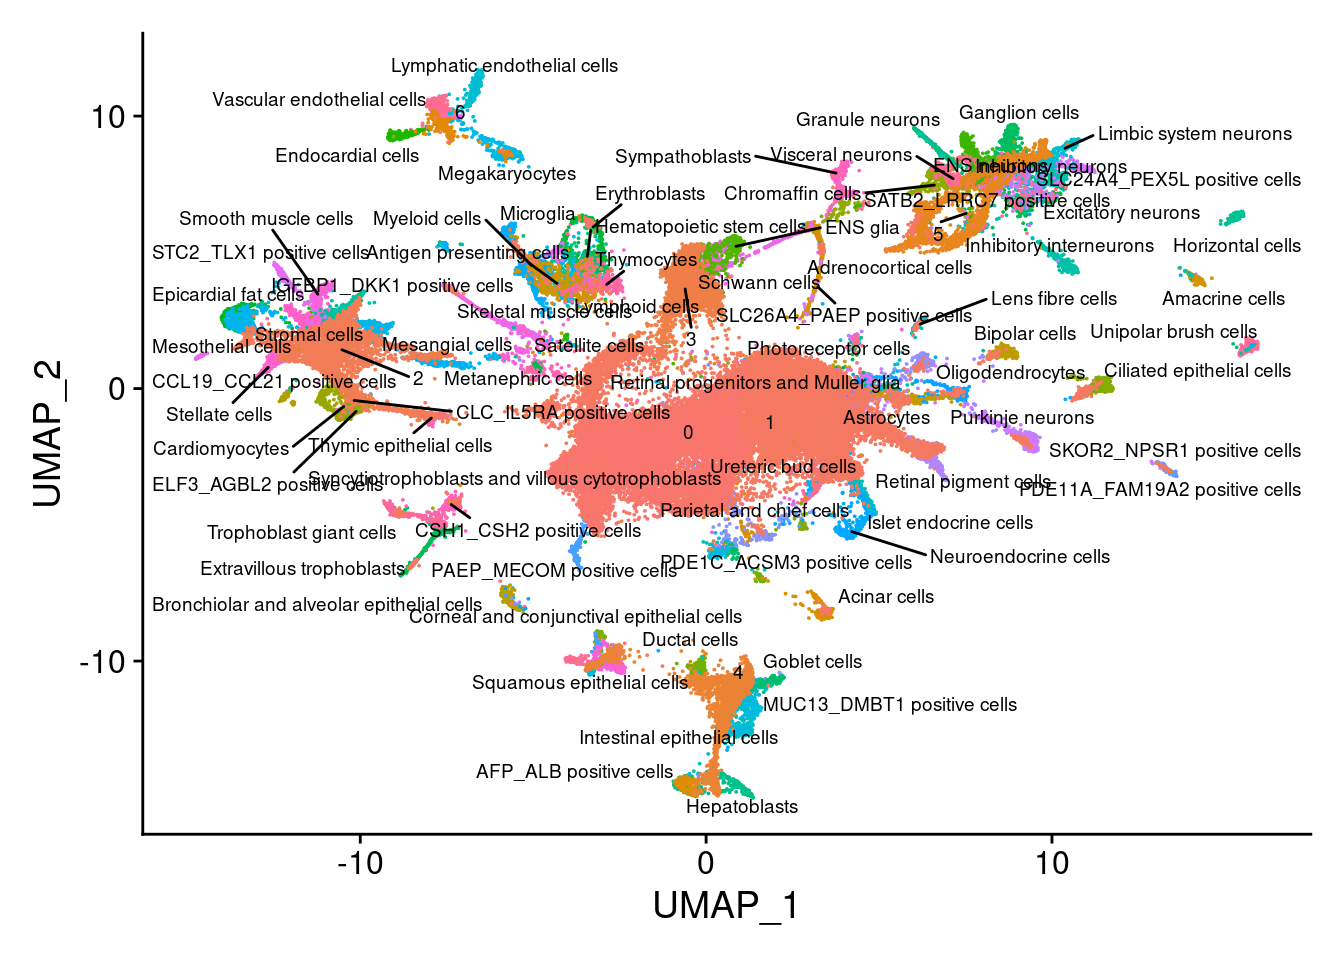 Lymphatic endothelial cells
Vascular endothelial cells
6
10
Ganglion cells
Granule neurons
Limbic system neurons
Endocardial cells
Sympathoblasts
Visceral neurons
ENS neurons
Inhibitory neurons
Megakaryocytes
SLC24A4_PEX5L positive cells
Erythroblasts
Chromaffin cells
SATB2_LRRC7 positive cells
Smooth muscle cells
Myeloid cells
Microglia
Excitatory neurons
Hematopoietic stem cells
ENS glia
5
STC2_TLX1 positive cells
Antigen presenting cells
Inhibitory interneurons
Horizontal cells
Thymocytes
Adrenocortical cells
IGFBP1_DKK1 positive cells
Schwann cells
Epicardial fat cells
Lens fibre cells
Amacrine cells
Skeletal muscle cells
Lymphoid cells
SLC26A4_PAEP positive cells
Stromal cells
3
Bipolar cells
Unipolar brush cells
Mesothelial cells
Mesangial cells
Satellite cells
Photoreceptor cells
CCL19_CCL21 positive cells
2
Metanephric cells
Retinal progenitors and Muller glia
Oligodendrocytes
Ciliated epithelial cells
0
Stellate cells
CLC_IL5RA positive cells
1
Astrocytes
Purkinje neurons
0
Cardiomyocytes
Thymic epithelial cells
SKOR2_NPSR1 positive cells
Ureteric bud cells
ELF3_AGBL2 positive cells
Syncytiotrophoblasts and villous cytotrophoblasts
Retinal pigment cells
PDE11A_FAM19A2 positive cells
Parietal and chief cells
Trophoblast giant cells
CSH1_CSH2 positive cells
Islet endocrine cells
Neuroendocrine cells
Extravillous trophoblasts
PAEP_MECOM positive cells
PDE1C_ACSM3 positive cells
Bronchiolar and alveolar epithelial cells
Acinar cells
Corneal and conjunctival epithelial cells
Ductal cells
-10
Goblet cells
4
Squamous epithelial cells
MUC13_DMBT1 positive cells
Intestinal epithelial cells
AFP_ALB positive cells
Hepatoblasts
-10
0
10
UMAP_1
UMAP_2